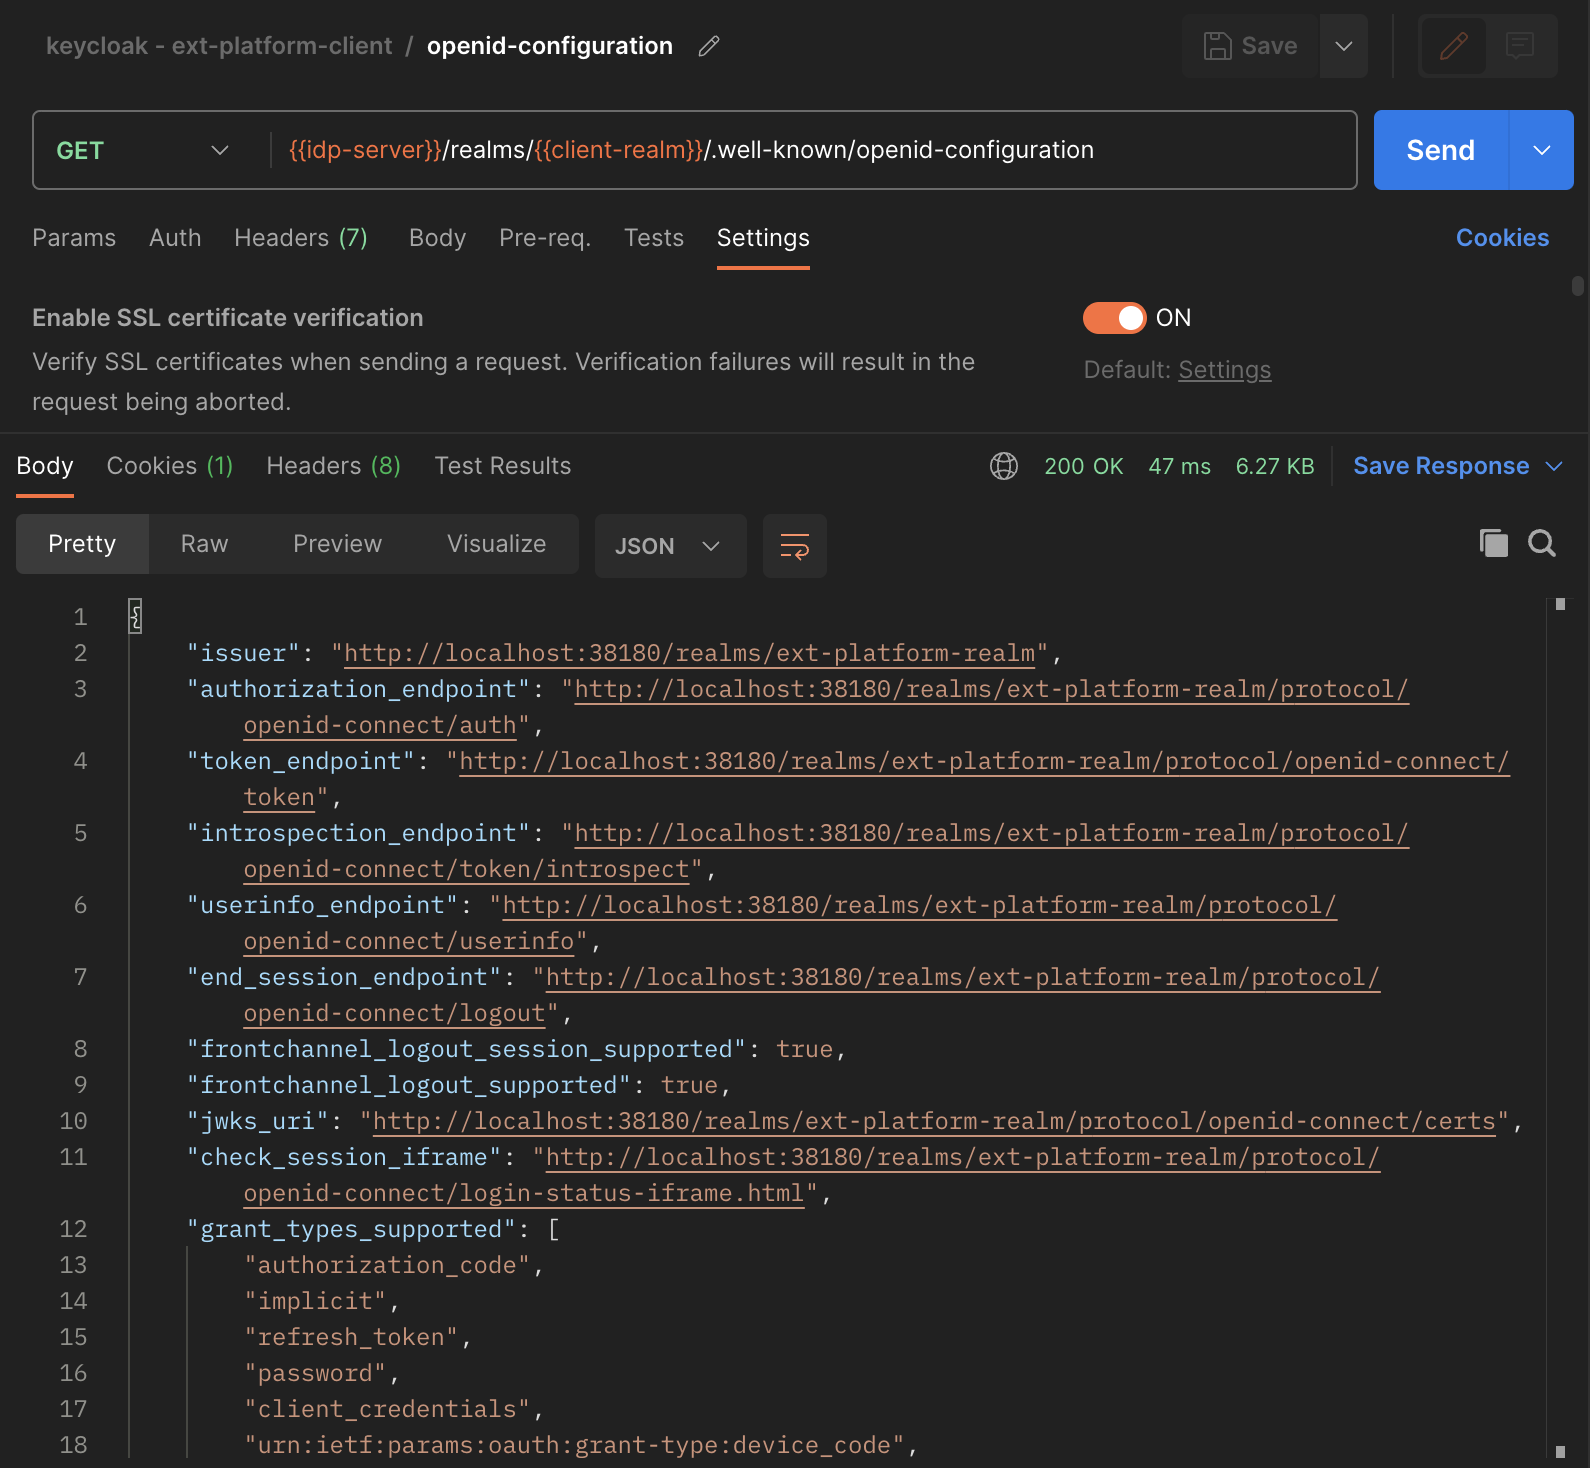 keycloak - ext-platform-client / openid-configuration
Save
GET {{idp-server}}/realms/{{client-realm}}/.well-known/openid-configuration
Send
Params Auth Headers (7) Body Pre-req. Tests Settings Cookies
Enable SSL certificate verification
ON
Verify SSL certificates when sending a request. Verification failures will result in the
request being aborted.
Default: Settings
Body Cookies (1) Headers (8) Test Results 200 OK 47 ms 6.27 KB Save Response
Pretty Raw Preview Visualize JSON
1 {
2 "issuer": "http://localhost:38180/realms/ext-platform-realm",
3 "authorization_endpoint": "http://localhost:38180/realms/ext-platform-realm/protocol/
openid-connect/auth",
4 "token_endpoint": "http://localhost:38180/realms/ext-platform-realm/protocol/openid-connect/
token",
5 "introspection_endpoint": "http://localhost:38180/realms/ext-platform-realm/protocol/
openid-connect/token/introspect",
6 "userinfo_endpoint": "http://localhost:38180/realms/ext-platform-realm/protocol/
openid-connect/userinfo",
7 "end_session_endpoint": "http://localhost:38180/realms/ext-platform-realm/protocol/
openid-connect/logout",
8 "frontchannel_logout_session_supported": true,
9 "frontchannel_logout_supported": true,
10 "jwks_uri": "http://localhost:38180/realms/ext-platform-realm/protocol/openid-connect/certs",
11 "check_session_iframe": "http://localhost:38180/realms/ext-platform-realm/protocol/
openid-connect/login-status-iframe.html",
12 "grant_types_supported": [
13 "authorization_code",
14 "implicit",
15 "refresh_token",
16 "password",
17 "client_credentials",
18 "urn:ietf:params:oauth:grant-type:device_code",